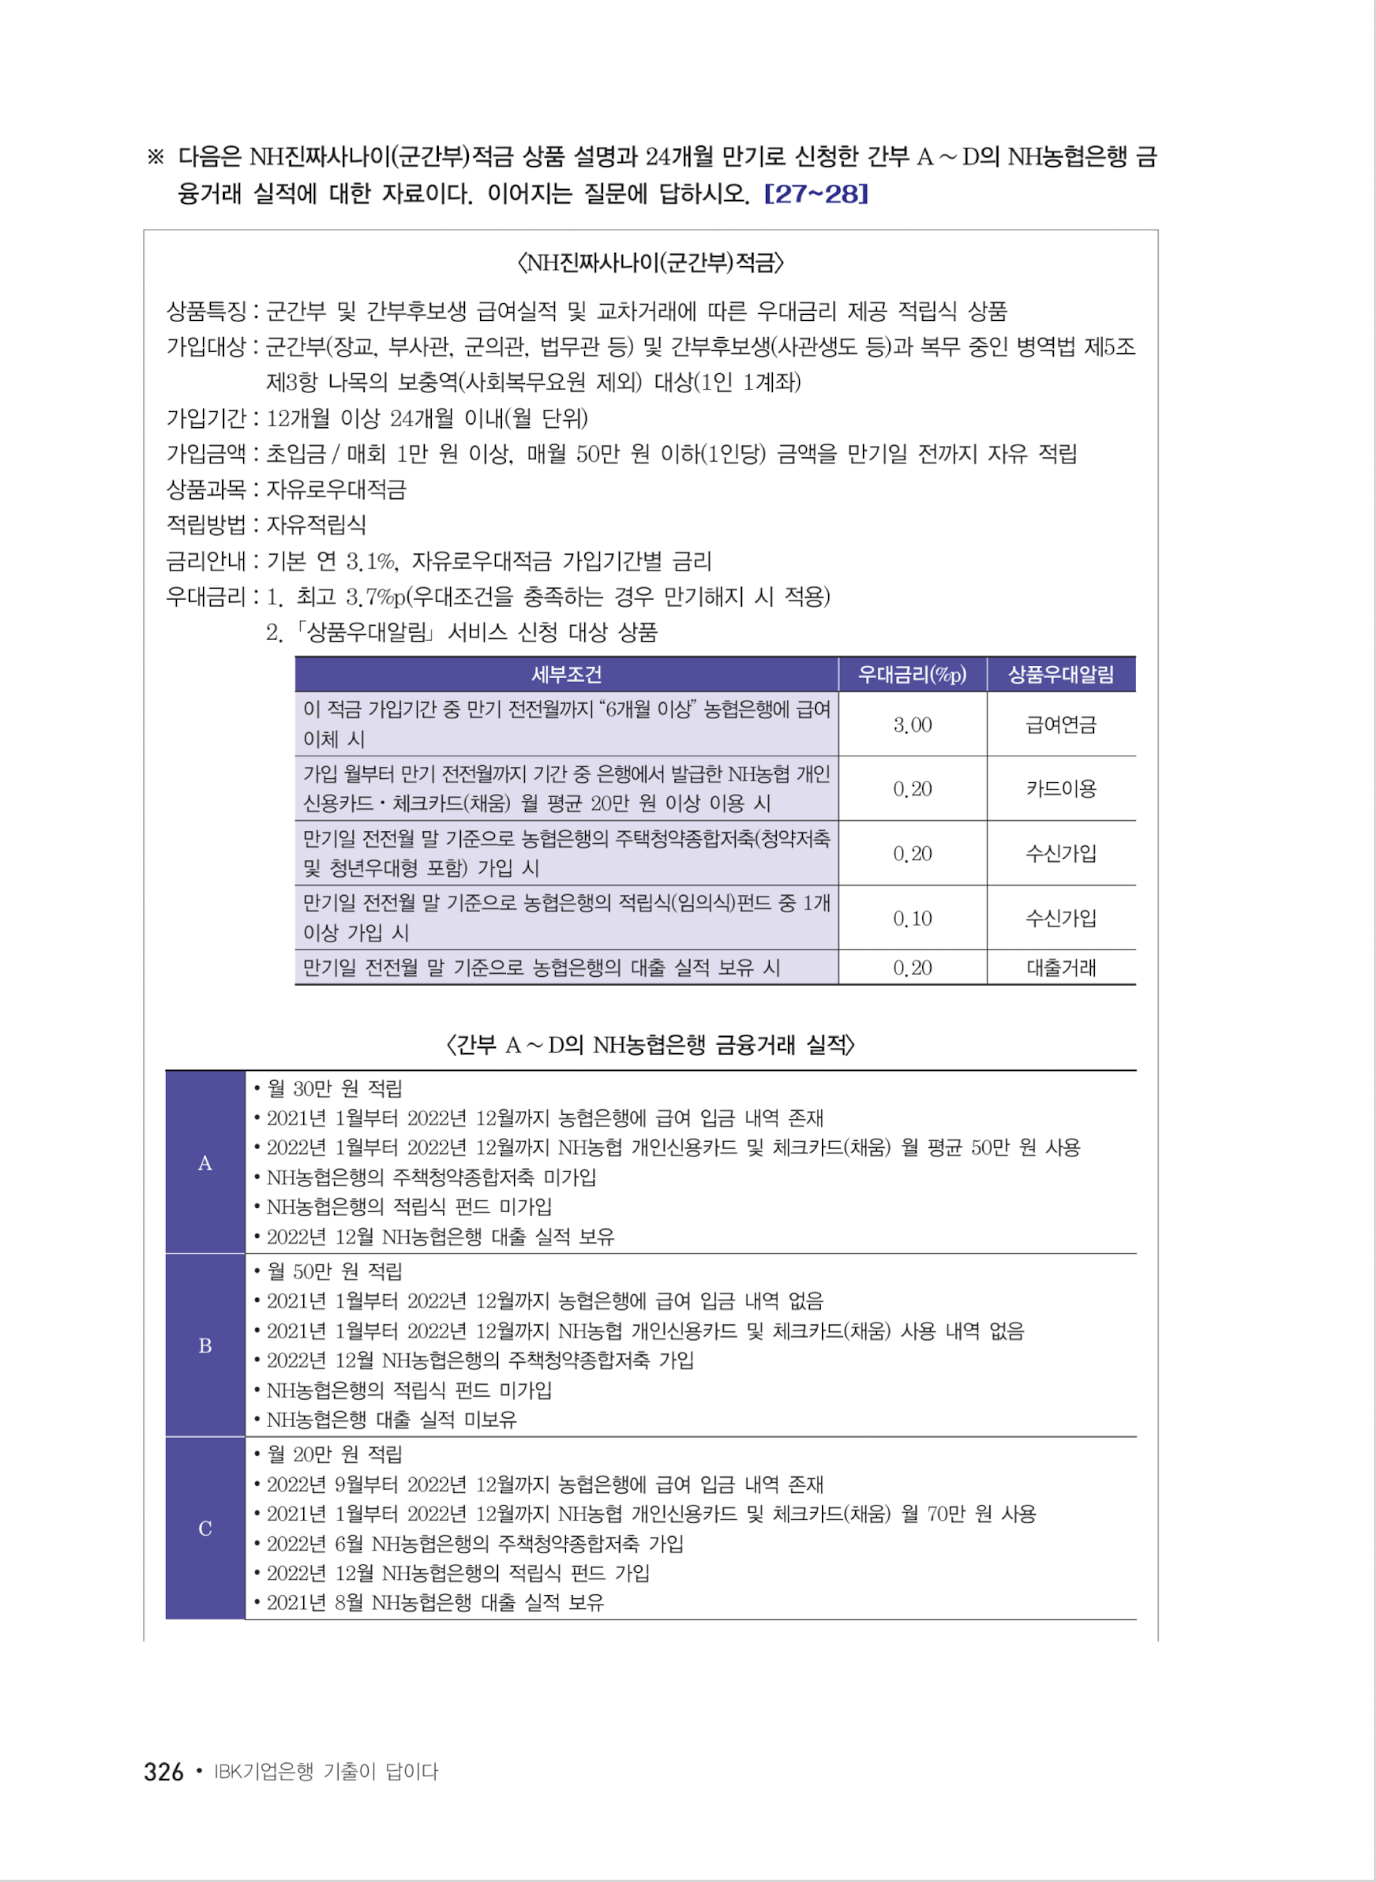 ※ 다음은 NH진짜사나이(군간부)적금 상품 설명과 24개월 만기로 신청한 간부 A ~ D의 NH농협은행 금
융거래 실적에 대한 자료이다. 이어지는 질문에 답하시오. [27~28]
〈NH진짜사나이(군간부)적금〉
상품특징 : 군간부 및 간부후보생 급여실적 및 교차거래에 따른 우대금리 제공 적립식 상품
가입대상 : 군간부(장교, 부사관, 군의관, 법무관 등) 및 간부후보생(사관생도 등)과 복무 중인 병역법 제5조
제3항 나목의 보충역(사회복무요원 제외) 대상(1인 1계좌)
가입기간 : 12개월 이상 24개월 이내(월 단위)
가입금액 : 초입금 / 매회 1만 원 이상, 매월 50만 원 이하(1인당) 금액을 만기일 전까지 자유 적립
상품과목 : 자유로우대적금
적립방법 : 자유적립식
금리안내 : 기본 연 3.1%, 자유로우대적금 가입기간별 금리
우대금리 : 1. 최고 3.7%p(우대조건을 충족하는 경우 만기해지 시 적용)
2. 「상품우대알림」 서비스 신청 대상 상품
세부조건 우대금리(%p) 상품우대알림
이 적금 가입기간 중 만기 전전월까지 “6개월 이상” 농협은행에 급여
이체 시
3.00 급여연금
가입 월부터 만기 전전월까지 기간 중 은행에서 발급한 NH농협 개인
신용카드 · 체크카드(채움) 월 평균 20만 원 이상 이용 시
0.20 카드이용
만기일 전전월 말 기준으로 농협은행의 주택청약종합저축(청약저축
및 청년우대형 포함) 가입 시
0.20 수신가입
만기일 전전월 말 기준으로 농협은행의 적립식(임의식)펀드 중 1개
이상 가입 시
0.10 수신가입
만기일 전전월 말 기준으로 농협은행의 대출 실적 보유 시 0.20 대출거래
〈간부 A ~ D의 NH농협은행 금융거래 실적〉
A
• 월 30만 원 적립
• 2021년 1월부터 2022년 12월까지 농협은행에 급여 입금 내역 존재
• 2022년 1월부터 2022년 12월까지 NH농협 개인신용카드 및 체크카드(채움) 월 평균 50만 원 사용
• NH농협은행의 주책청약종합저축 미가입
• NH농협은행의 적립식 펀드 미가입
• 2022년 12월 NH농협은행 대출 실적 보유
B
• 월 50만 원 적립
• 2021년 1월부터 2022년 12월까지 농협은행에 급여 입금 내역 없음
• 2021년 1월부터 2022년 12월까지 NH농협 개인신용카드 및 체크카드(채움) 사용 내역 없음
• 2022년 12월 NH농협은행의 주책청약종합저축 가입
• NH농협은행의 적립식 펀드 미가입
• NH농협은행 대출 실적 미보유
C
• 월 20만 원 적립
• 2022년 9월부터 2022년 12월까지 농협은행에 급여 입금 내역 존재
• 2021년 1월부터 2022년 12월까지 NH농협 개인신용카드 및 체크카드(채움) 월 70만 원 사용
• 2022년 6월 NH농협은행의 주책청약종합저축 가입
• 2022년 12월 NH농협은행의 적립식 펀드 가입
• 2021년 8월 NH농협은행 대출 실적 보유
326 • IBK기업은행 기출이 답이다